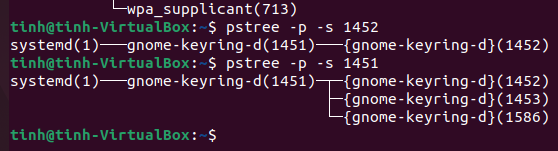 └─wpa_supplicant(713)
tinh@tinh-VirtualBox:~$ pstree -p -s 1452
systemd(1)───gnome-keyring-d(1451)───{gnome-keyring-d}(1452)
tinh@tinh-VirtualBox:~$ pstree -p -s 1451
systemd(1)───gnome-keyring-d(1451)─┬─{gnome-keyring-d}(1452)
├─{gnome-keyring-d}(1453)
└─{gnome-keyring-d}(1586)
tinh@tinh-VirtualBox:~$